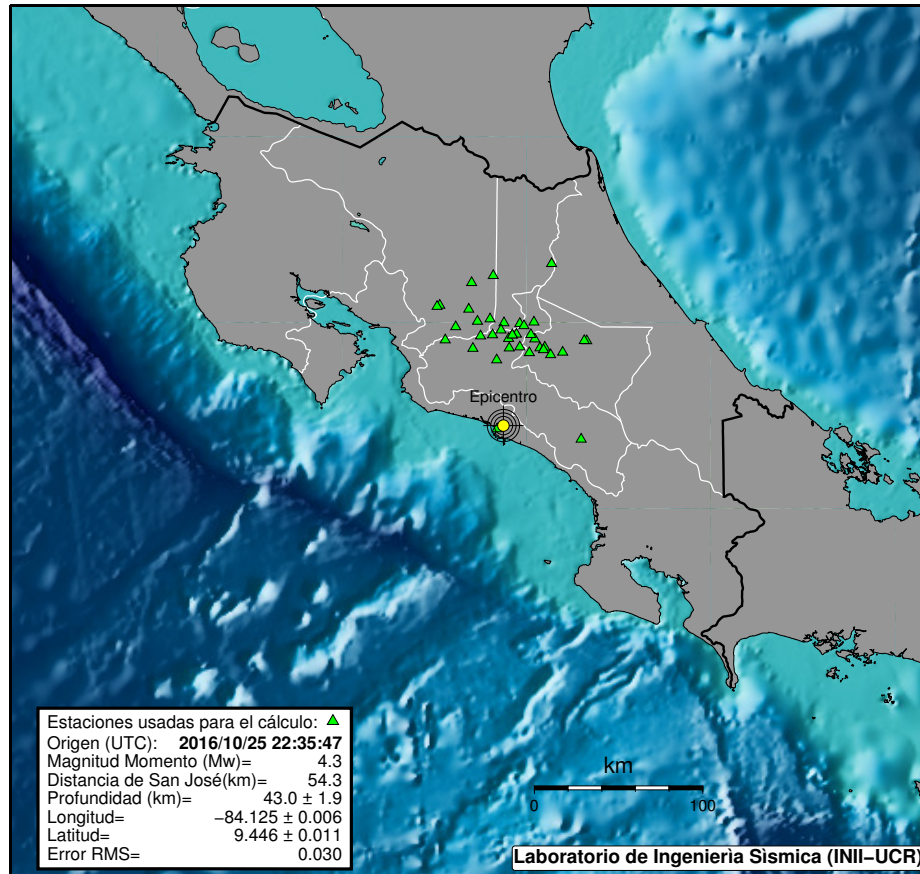 Epicentro
Estaciones usadas para el cálculo:
Origen (UTC): 2016/10/25 22:35:47
Magnitud Momento (Mw)= 4.3
Distancia de San José(km)= 54.3
Profundidad (km)= 43.0 ± 1.9
Longitud= −84.125 ± 0.006
Latitud= 9.446 ± 0.011
Error RMS= 0.030
km
0 100
Laboratorio de Ingenierìa Sìsmica (INII−UCR)